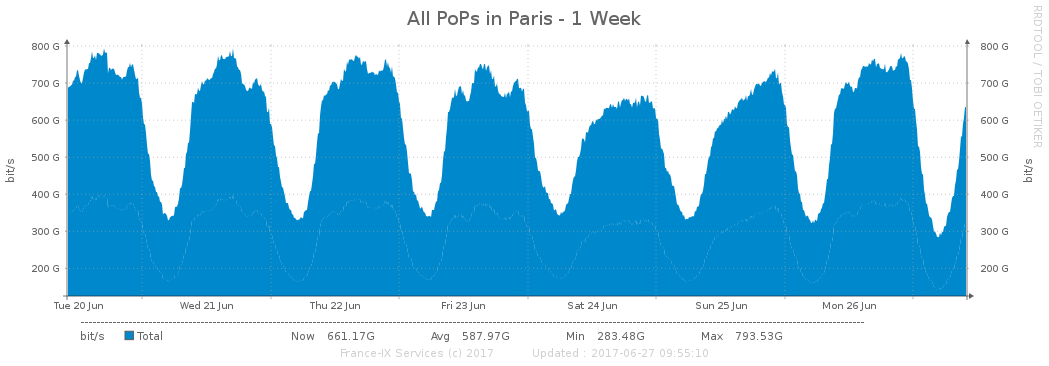 All PoPs in Paris - 1 Week
RRDTOOL / TOBI OETIKER
bit/s
800 G
700 G
600 G
500 G
400 G
300 G
200 G
800 G
700 G
600 G
500 G
400 G
300 G
200 G
bit/s
Tue 20 Jun Wed 21 Jun Thu 22 Jun Fri 23 Jun Sat 24 Jun Sun 25 Jun Mon 26 Jun
bit/s Total Now 661.17G Avg 587.97G Min 283.48G Max 793.53G
France-IX Services (c) 2017 Updated : 2017-06-27 09:55:10